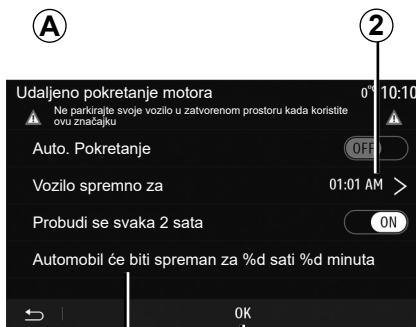 A
2
Udaljeno pokretanje motora 0° 10:10
Ne parkirajte svoje vozilo u zatvorenom prostoru kada koristite
ovu značajku
Auto. Pokretanje OFF
Vozilo spremno za 01:01 AM
Probudi se svaka 2 sata ON
Automobil će biti spreman za %d sati %d minuta
OK